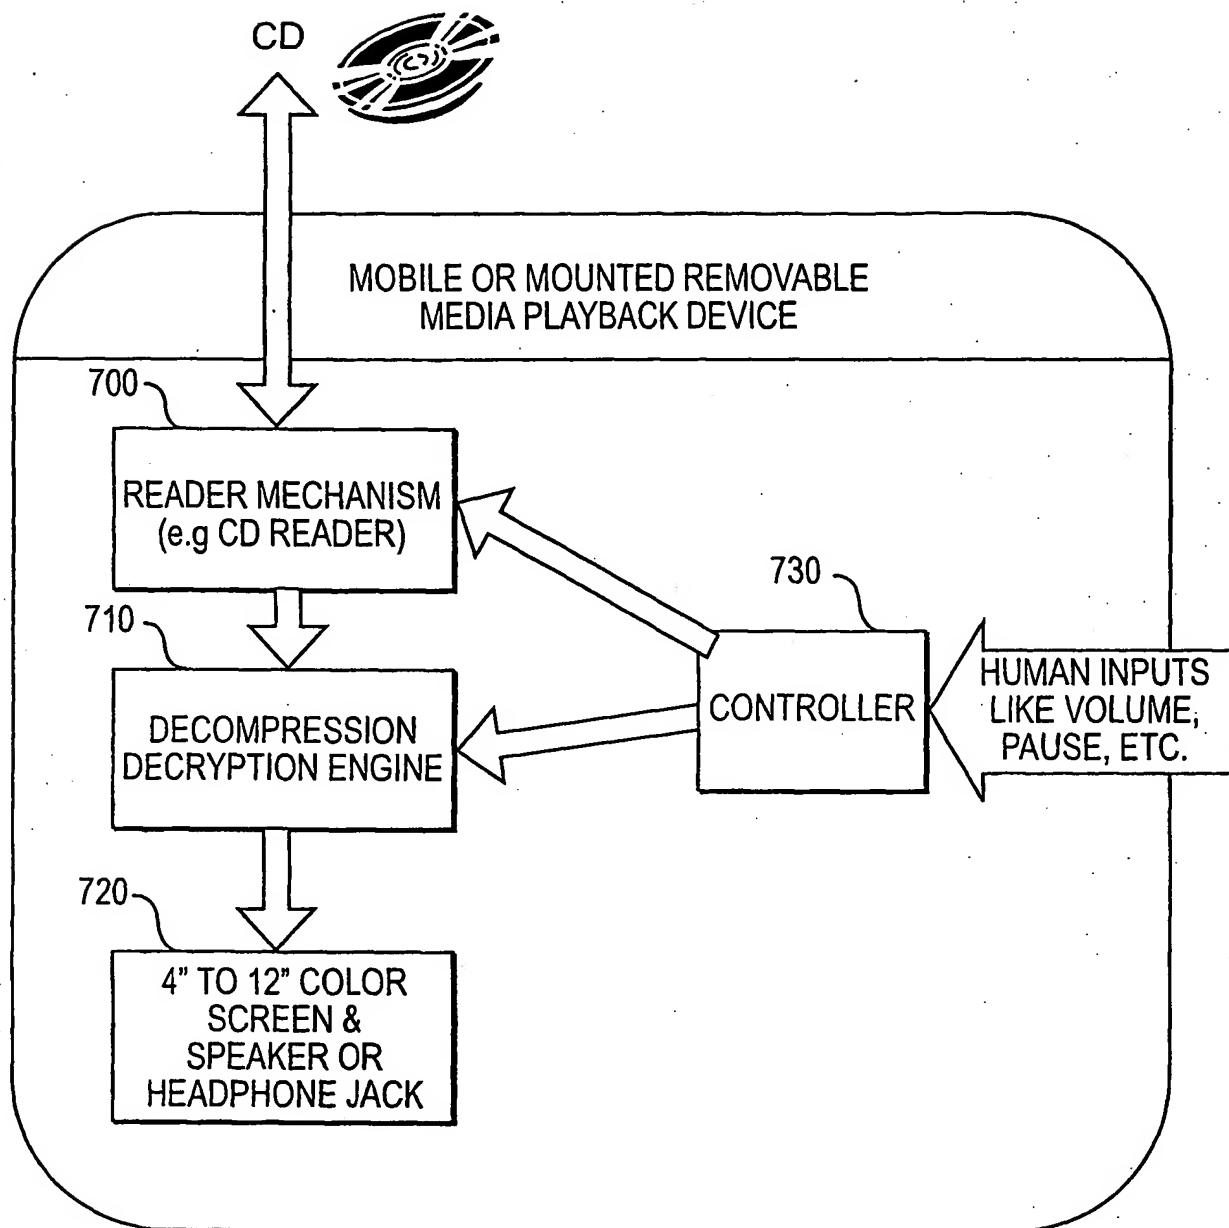 CD
MOBILE OR MOUNTED REMOVABLE
MEDIA PLAYBACK DEVICE
700
READER MECHANISM
(e.g CD READER)
710
730
DECOMPRESSION
DECRYPTION ENGINE
CONTROLLER
HUMAN INPUTS
LIKE VOLUME,
PAUSE, ETC.
720
4” TO 12” COLOR
SCREEN &
SPEAKER OR
HEADPHONE JACK